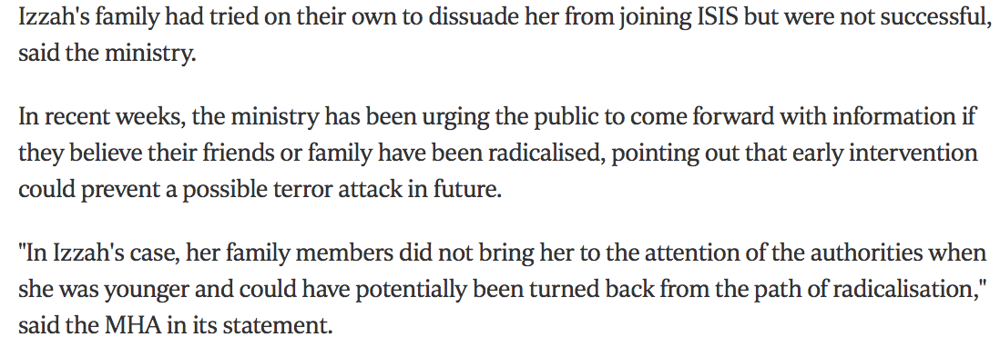 Izzah's family had tried on their own to dissuade her from joining ISIS but were not successful,
said the ministry.
In recent weeks, the ministry has been urging the public to come forward with information if
they believe their friends or family have been radicalised, pointing out that early intervention
could prevent a possible terror attack in future.
"In Izzah's case, her family members did not bring her to the attention of the authorities when
she was younger and could have potentially been turned back from the path of radicalisation,"
said the MHA in its statement.